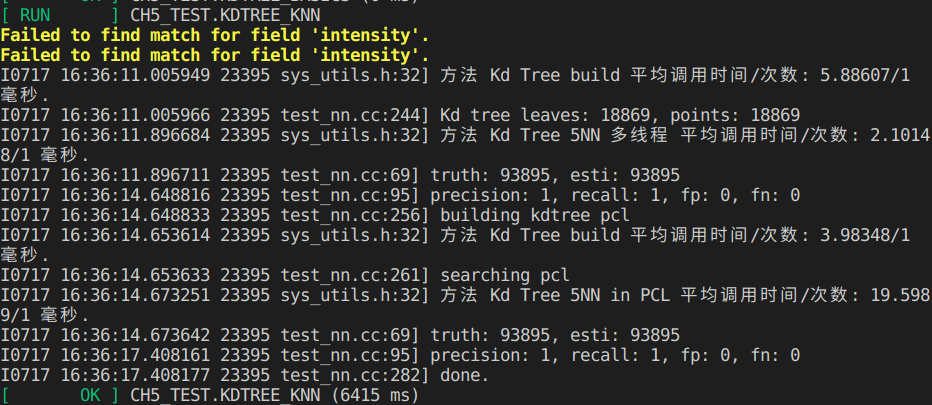 [ RUN      ] CH5_TEST.KDTREE_KNN
Failed to find match for field 'intensity'.
Failed to find match for field 'intensity'.
I0717 16:36:11.005949 23395 sys_utils.h:32] 方法 Kd Tree build 平均调用时间/次数: 5.88607/1
毫秒.
I0717 16:36:11.005966 23395 test_nn.cc:244] Kd tree leaves: 18869, points: 18869
I0717 16:36:11.896684 23395 sys_utils.h:32] 方法 Kd Tree 5NN 多线程 平均调用时间/次数: 2.1014
8/1 毫秒.
I0717 16:36:11.896711 23395 test_nn.cc:69] truth: 93895, esti: 93895
I0717 16:36:14.648816 23395 test_nn.cc:95] precision: 1, recall: 1, fp: 0, fn: 0
I0717 16:36:14.648833 23395 test_nn.cc:256] building kdtree pcl
I0717 16:36:14.653614 23395 sys_utils.h:32] 方法 Kd Tree build 平均调用时间/次数: 3.98348/1
毫秒.
I0717 16:36:14.653633 23395 test_nn.cc:261] searching pcl
I0717 16:36:14.673251 23395 sys_utils.h:32] 方法 Kd Tree 5NN in PCL 平均调用时间/次数: 19.598
9/1 毫秒.
I0717 16:36:14.673642 23395 test_nn.cc:69] truth: 93895, esti: 93895
I0717 16:36:17.408161 23395 test_nn.cc:95] precision: 1, recall: 1, fp: 0, fn: 0
I0717 16:36:17.408177 23395 test_nn.cc:282] done.
[       OK ] CH5_TEST.KDTREE_KNN (6415 ms)